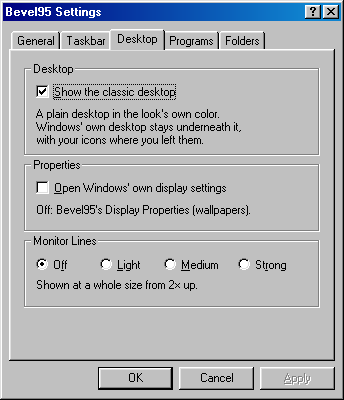 Bevel95 Settings
General Taskbar Desktop Programs Folders
Desktop
Show the classic desktop
A plain desktop in the look's own color.
Windows' own desktop stays underneath it,
with your icons where you left them.
Properties
Open Windows' own display settings
Off: Bevel95's Display Properties (wallpapers).
Monitor Lines
Off Light Medium Strong
Shown at a whole size from 2× up.
OK Cancel Apply